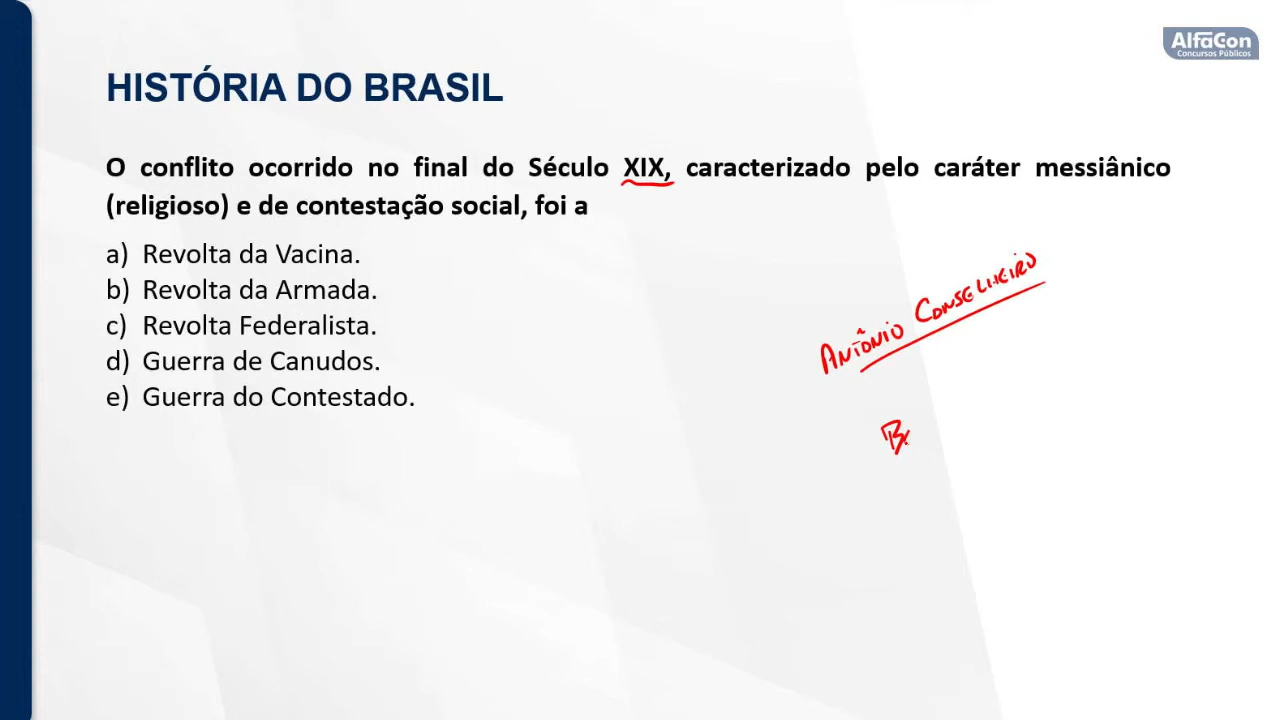 AlfaCon
Concursos Públicos
HISTÓRIA DO BRASIL
O conflito ocorrido no final do Século XIX, caracterizado pelo caráter messiânico
(religioso) e de contestação social, foi a
a) Revolta da Vacina.
b) Revolta da Armada.
c) Revolta Federalista.
d) Guerra de Canudos.
e) Guerra do Contestado.
ANTÔNIO CONSELHEIRO